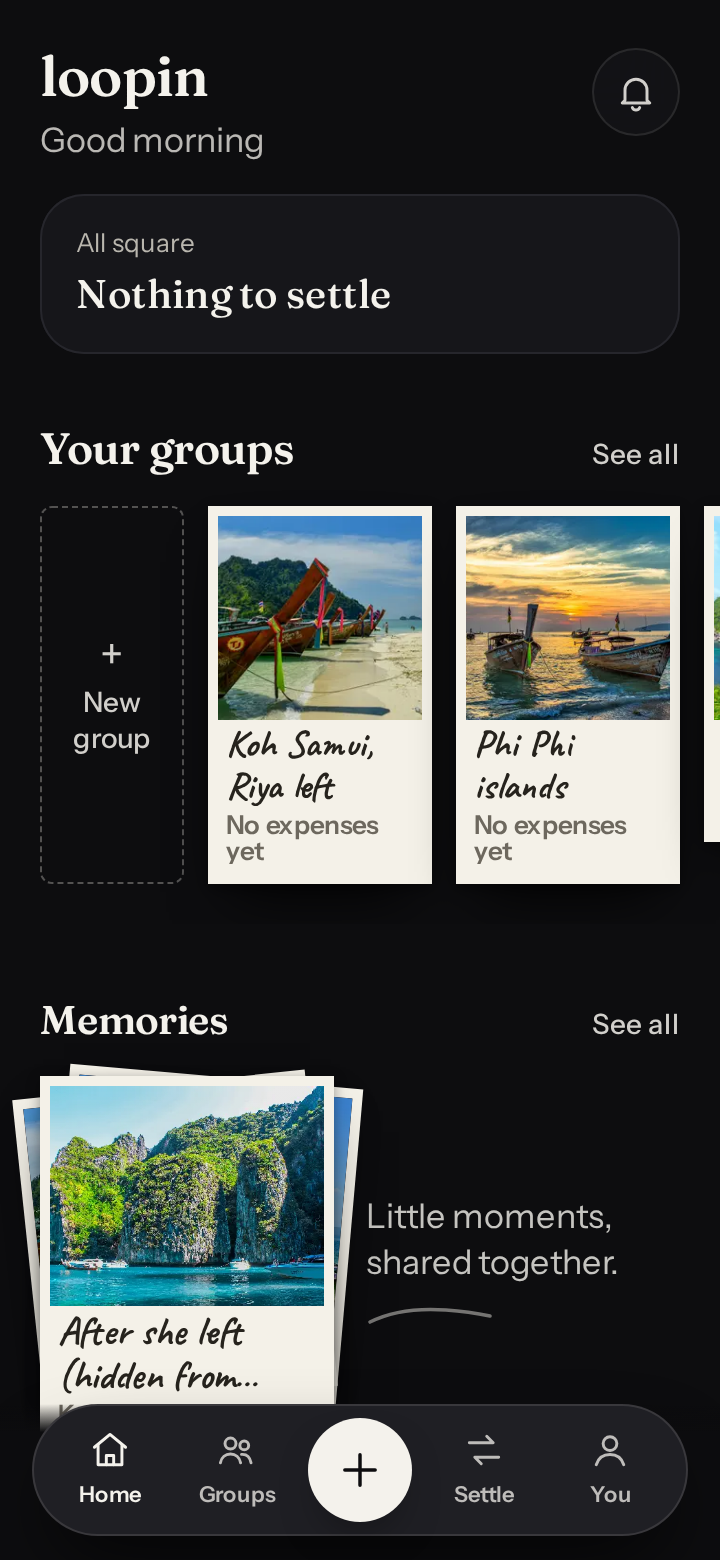 loopin
Good morning
All square
Nothing to settle
Your groups
See all
+
New
group
Koh Samui,
Riya left
No expenses
yet
Phi Phi
islands
No expenses
yet
Memories
See all
Little moments,
shared together.
After she left
(hidden from...
Home
Groups
Settle
You